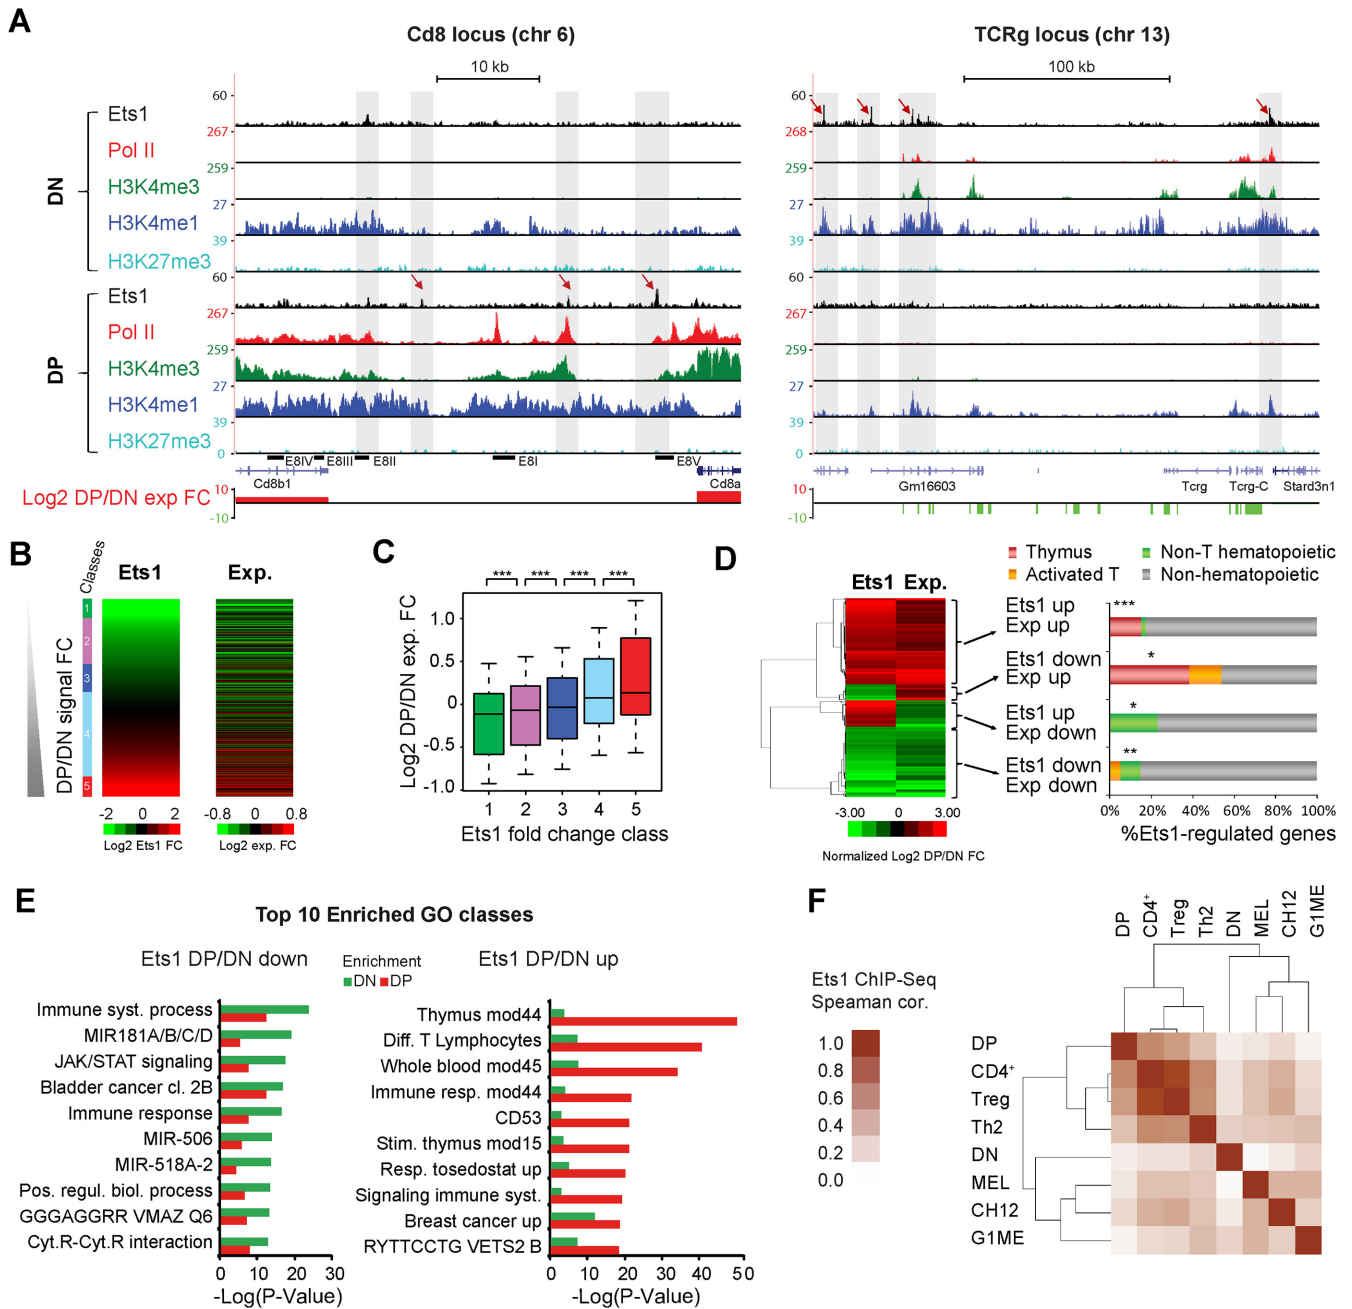 A
Cd8 locus (chr 6)
TCRg locus (chr 13)
10 kb
100 kb
DN
Ets1
Pol II
H3K4me3
H3K4me1
H3K27me3
60
267
259
27
39
60
268
259
27
39
DP
Ets1
Pol II
H3K4me3
H3K4me1
H3K27me3
60
267
259
27
39
0
60
267
259
27
39
0
E8IV E8III E8II E8I E8V
Cd8b1 Cd8a
Gm16603 Tcrg Tcrg-C Stard3n1
Log2 DP/DN exp FC
10
-10
10
-10
B
Classes
Ets1
Exp.
DP/DN signal FC
1
2
3
4
5
-2 0 2
Log2 Ets1 FC
-0.8 0 0.8
Log2 exp. FC
C
*** *** *** ***
Log2 DP/DN exp. FC
1.0
0.5
0
-0.5
-1.0
1 2 3 4 5
Ets1 fold change class
D
Thymus
Activated T
Non-T hematopoietic
Non-hematopoietic
Ets1 Exp.
Ets1 up
Exp up
***
Ets1 down
Exp up
*
Ets1 up
Exp down
*
Ets1 down
Exp down
**
-3.00 0 3.00
Normalized Log2 DP/DN FC
0% 20% 40% 60% 80% 100%
%Ets1-regulated genes
E
Top 10 Enriched GO classes
Ets1 DP/DN down
Enrichment
DN DP
Ets1 DP/DN up
Immune syst. process
MIR181A/B/C/D
JAK/STAT signaling
Bladder cancer cl. 2B
Immune response
MIR-506
MIR-518A-2
Pos. regul. biol. process
GGGAGGRR VMAZ Q6
Cyt.R-Cyt.R interaction
0 10 20 30
-Log(P-Value)
Thymus mod44
Diff. T Lymphocytes
Whole blood mod45
Immune resp. mod44
CD53
Stim. thymus mod15
Resp. tosedostat up
Signaling immune syst.
Breast cancer up
RYTTCCTG VETS2 B
0 10 20 30 40 50
-Log(P-Value)
F
DP CD4+ Treg Th2 DN MEL CH12 G1ME
Ets1 ChIP-Seq
Speaman cor.
1.0
0.8
0.6
0.4
0.2
0.0
DP
CD4+
Treg
Th2
DN
MEL
CH12
G1ME